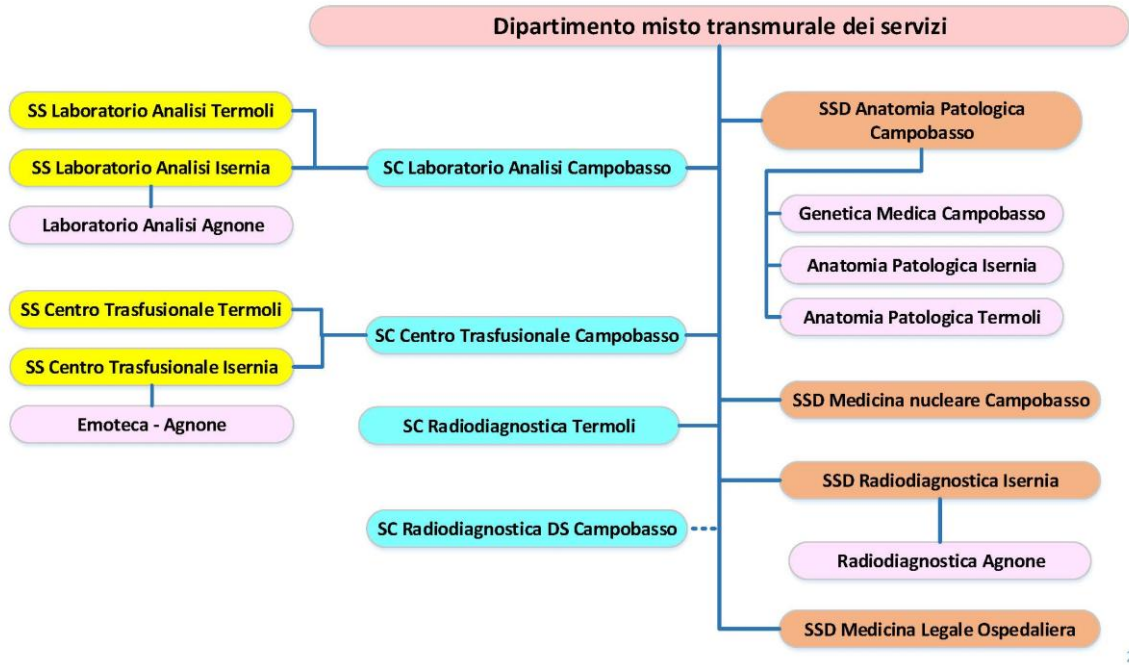 Dipartimento misto transmurale dei servizi
SS Laboratorio Analisi Termoli
SS Laboratorio Analisi Isernia
Laboratorio Analisi Agnone
SC Laboratorio Analisi Campobasso
SS Centro Trasfusionale Termoli
SS Centro Trasfusionale Isernia
Emoteca - Agnone
SC Centro Trasfusionale Campobasso
SC Radiodiagnostica Termoli
SC Radiodiagnostica DS Campobasso
SSD Anatomia Patologica
Campobasso
Genetica Medica Campobasso
Anatomia Patologica Isernia
Anatomia Patologica Termoli
SSD Medicina nucleare Campobasso
SSD Radiodiagnostica Isernia
Radiodiagnostica Agnone
SSD Medicina Legale Ospedaliera